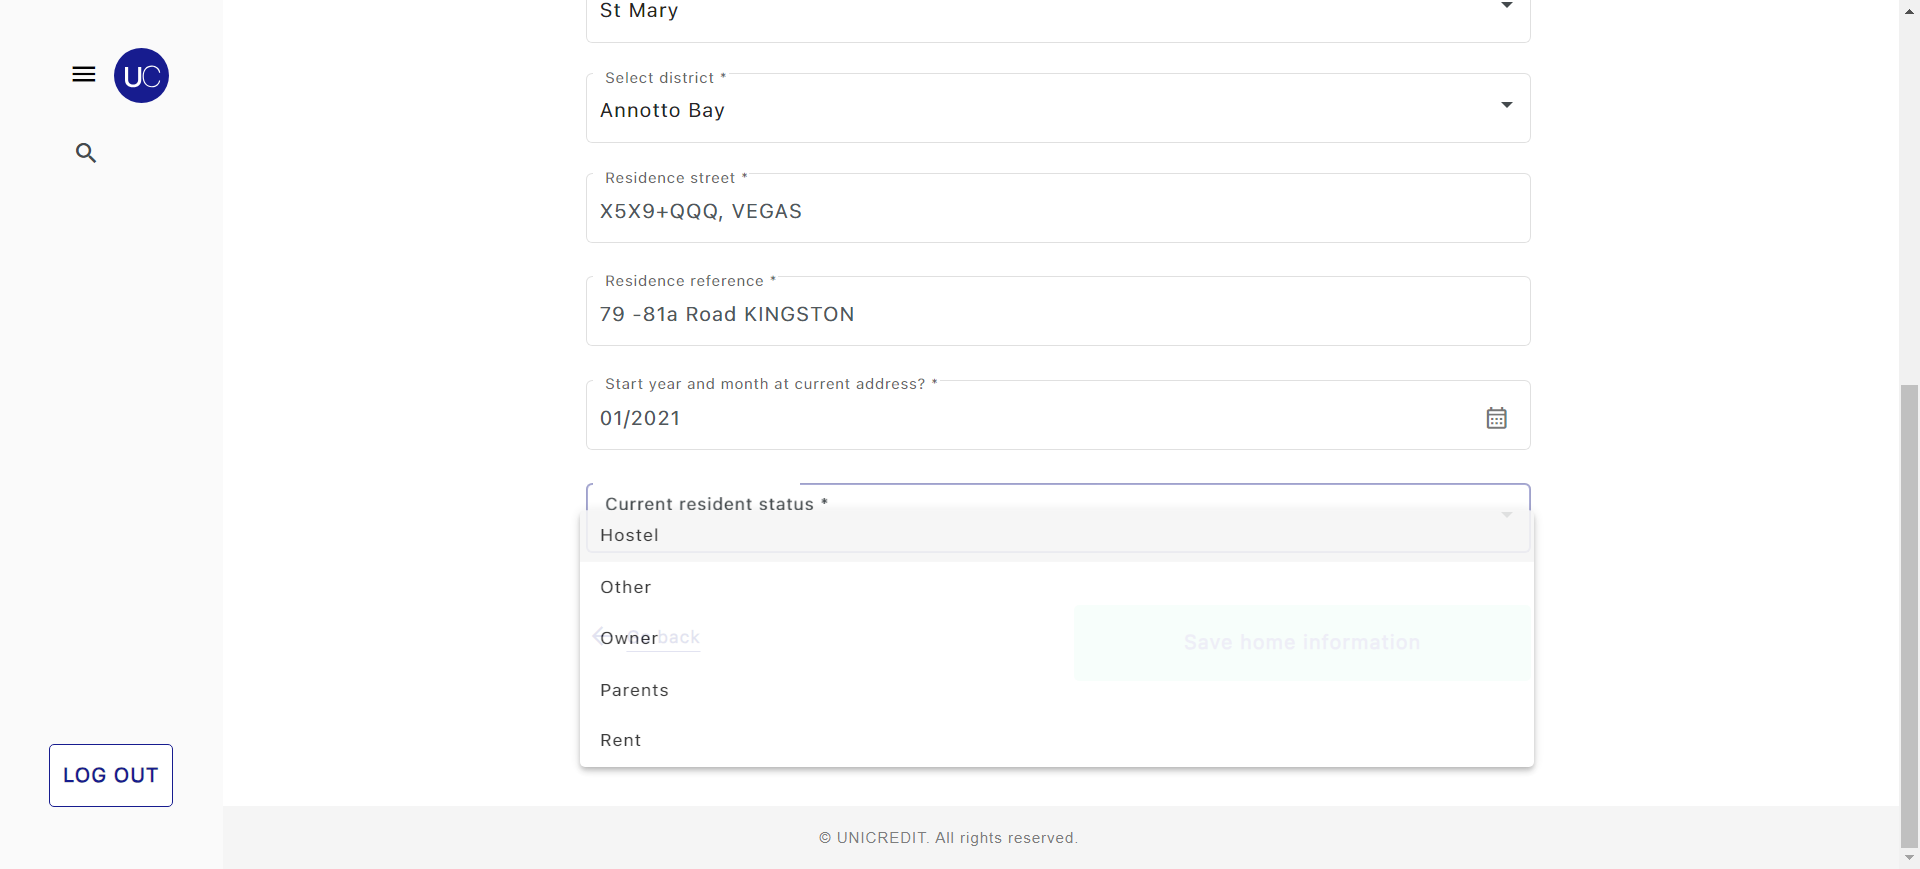 St Mary
UC
Select district *
Annotto Bay
Residence street *
X5X9+QQQ, VEGAS
Residence reference *
79 -81a Road KINGSTON
Start year and month at current address? *
01/2021
Current resident status *
Hostel
Other
Owner
back
Save home information
Parents
Rent
LOG OUT
© UNICREDIT. All rights reserved.